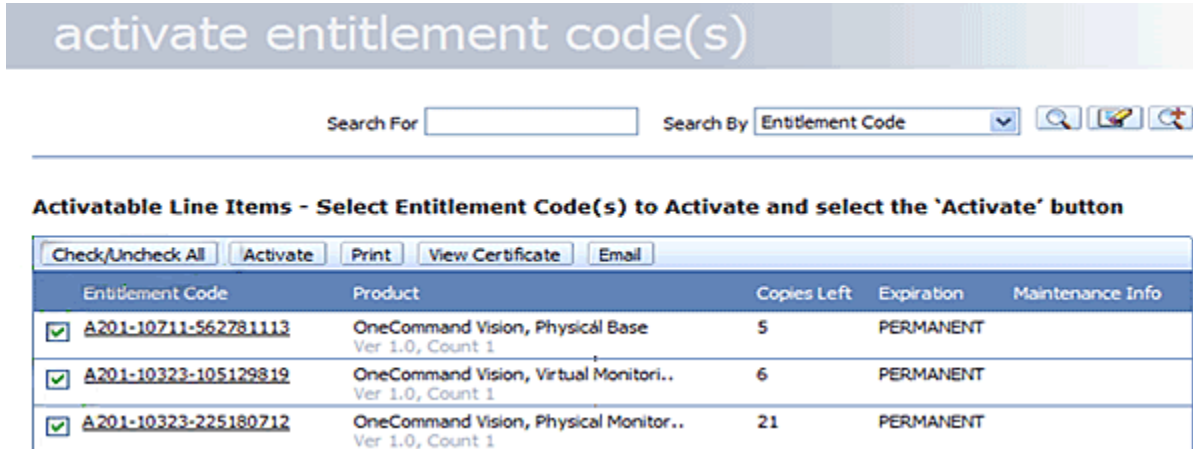 activate entitlement code(s)
Search For Search By Entitlement Code
Activatable Line Items - Select Entitlement Code(s) to Activate and select the ‘Activate’ button
Check/Uncheck All Activate Print View Certificate Email
Entitlement Code Product Copies Left Expiration Maintenance Info
A201-10711-562781113 OneCommand Vision, Physical Base 5 PERMANENT
Ver 1.0, Count 1
A201-10323-105129819 OneCommand Vision, Virtual Monitori.. 6 PERMANENT
Ver 1.0, Count 1
A201-10323-225180712 OneCommand Vision, Physical Monitor.. 21 PERMANENT
Ver 1.0, Count 1